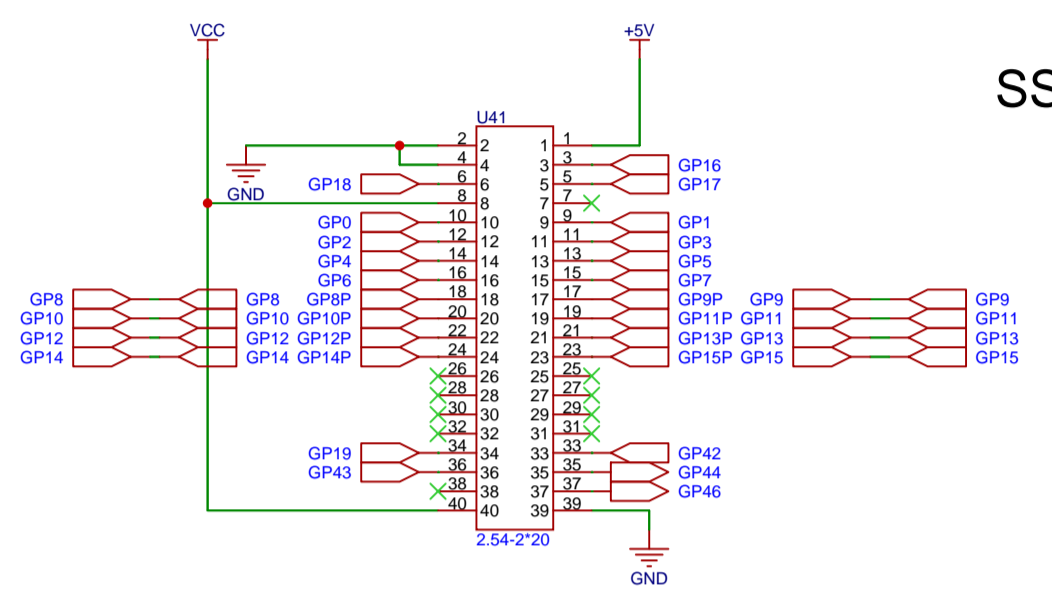 VCC +5V
SS
U41
2 2 1 1
4 4 3 3 GP16
GP18 6 6 5 5 GP17
GND
8 8 7 7
GP0 10 10 9 9 GP1
GP2 12 12 11 11 GP3
GP4 14 14 13 13 GP5
GP6 16 16 15 15 GP7
GP8 GP8 GP8P 18 18 17 17 GP9P GP9 GP9
GP10 GP10 GP10P 20 20 19 19 GP11P GP11 GP11
GP12 GP12 GP12P 22 22 21 21 GP13P GP13 GP13
GP14 GP14 GP14P 24 24 23 23 GP15P GP15 GP15
26 26 25 25
28 28 27 27
30 30 29 29
32 32 31 31
GP19 34 34 33 33 GP42
GP43 36 36 35 35 GP44
38 38 37 37 GP46
40 40 39 39
2.54-2*20
GND